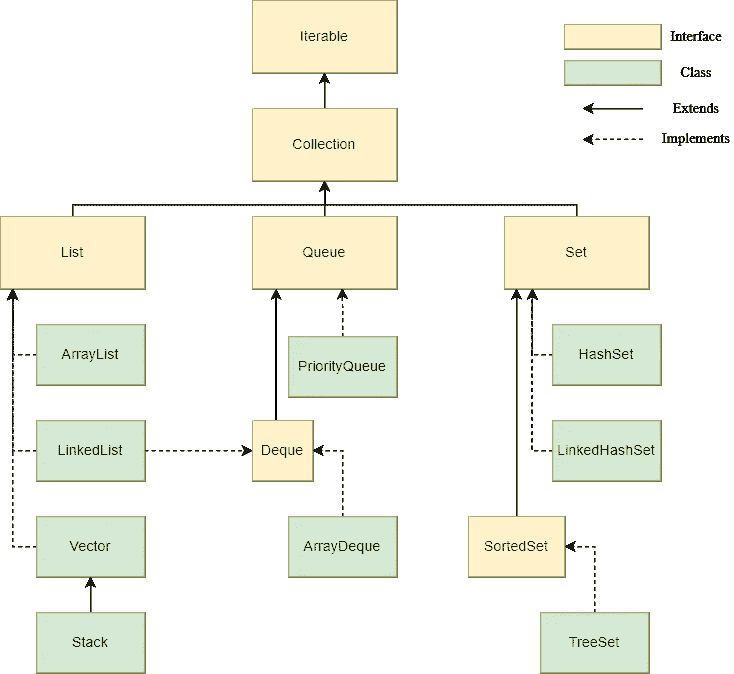 Iterable
Interface
Class
Extends
Implements
Collection
List
Queue
Set
ArrayList
PriorityQueue
HashSet
LinkedList
Deque
LinkedHashSet
Vector
ArrayDeque
SortedSet
Stack
TreeSet